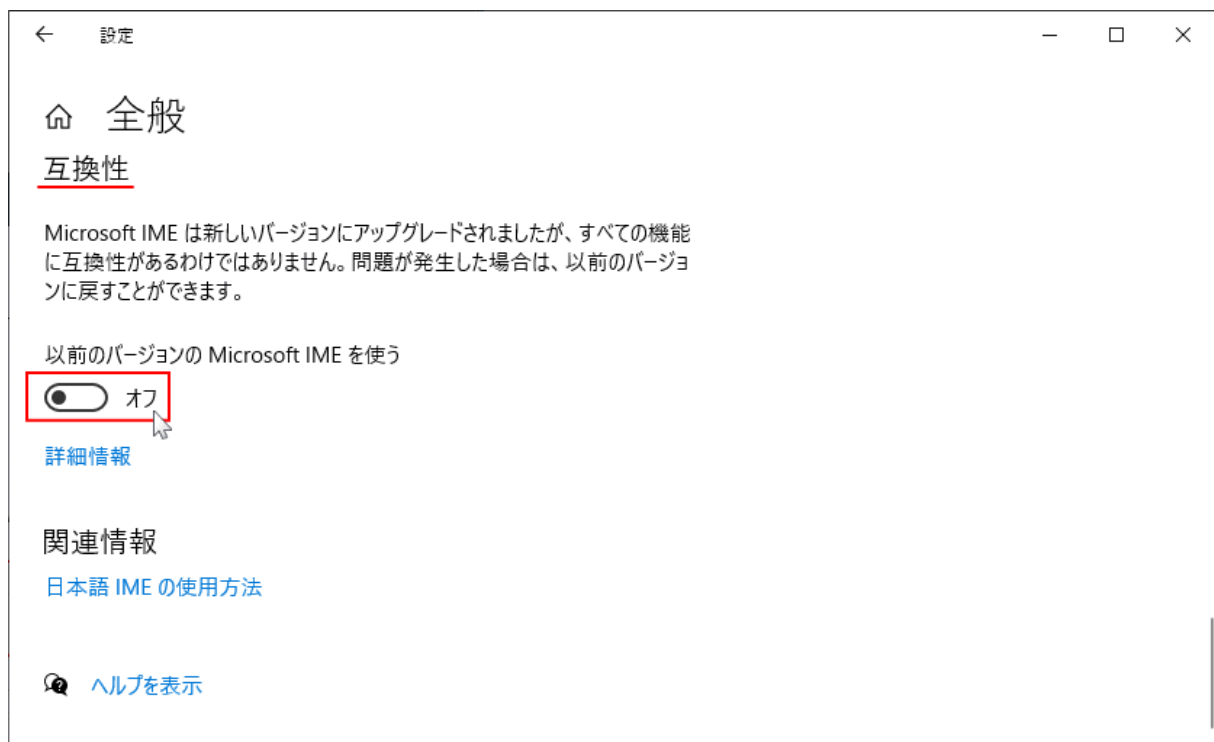 設定
全般
互換性
Microsoft IME は新しいバージョンにアップグレードされましたが、すべての機能
に互換性があるわけではありません。問題が発生した場合は、以前のバージョ
ンに戻すことができます。
以前のバージョンの Microsoft IME を使う
オフ
詳細情報
関連情報
日本語 IME の使用方法
ヘルプを表示